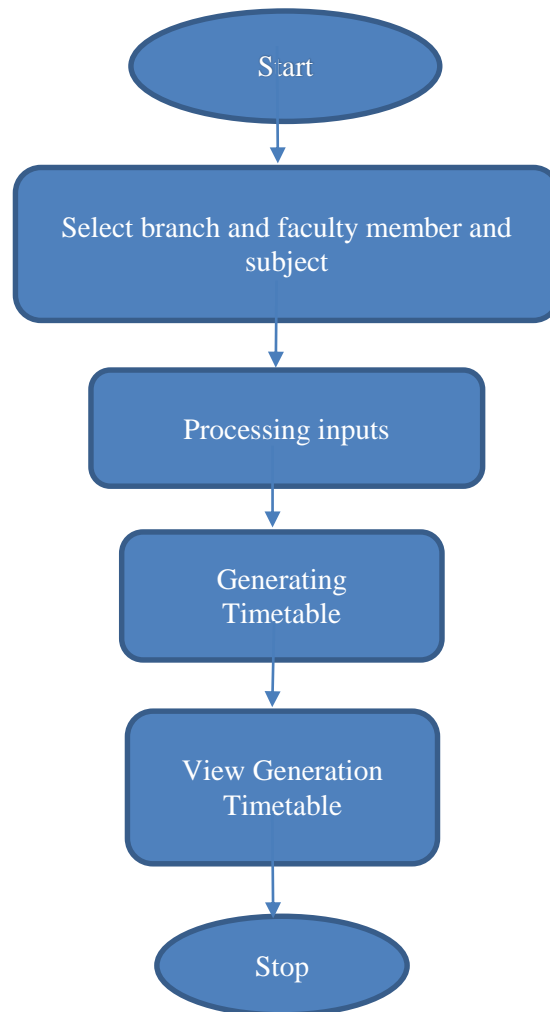 Start
Select branch and faculty member and
subject
Processing inputs
Generating
Timetable
View Generation
Timetable
Stop